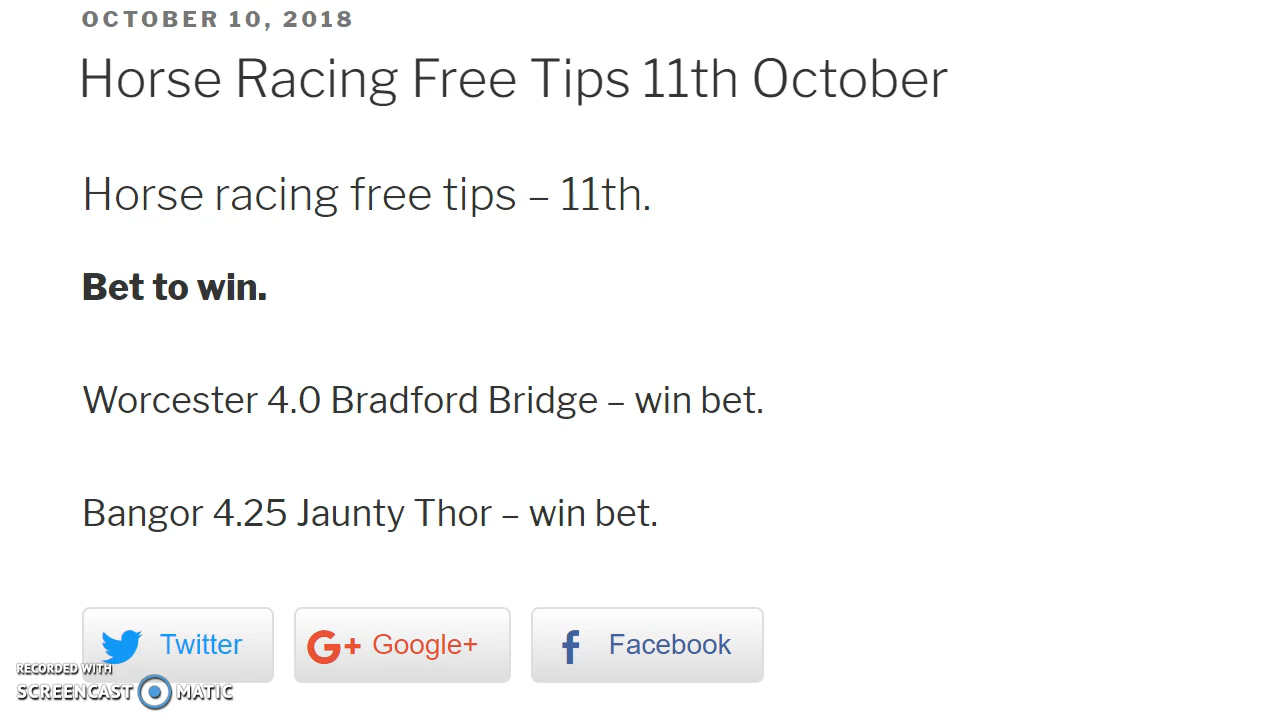 OCTOBER 10, 2018
Horse Racing Free Tips 11th October
Horse racing free tips – 11th.
Bet to win.
Worcester 4.0 Bradford Bridge – win bet.
Bangor 4.25 Jaunty Thor – win bet.
Twitter G+ Google+ f Facebook
RECORDED WITH
SCREENCAST MATIC